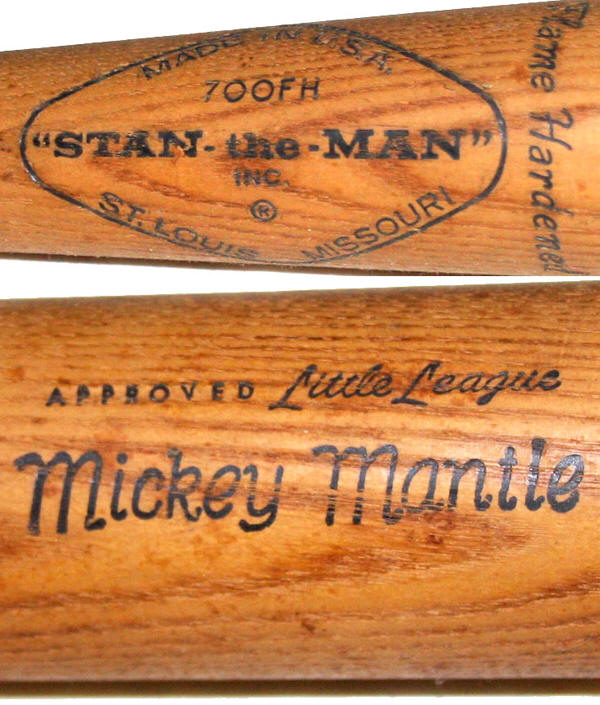 MADE IN U.S.A.
700FH
"STAN-the-MAN"
INC.
®
ST. LOUIS MISSOURI
Flame Hardened
APPROVED Little League
Mickey Mantle